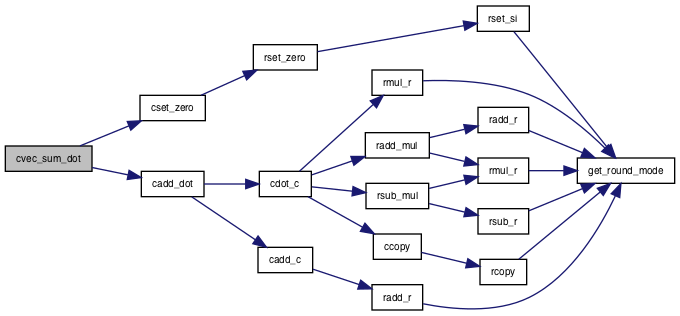 rset_si
rset_zero
rmul_r
cset_zero
radd_r
radd_mul
cvec_sum_dot
rmul_r
get_round_mode
cadd_dot
cdot_c
rsub_mul
rsub_r
ccopy
cadd_c
rcopy
radd_r